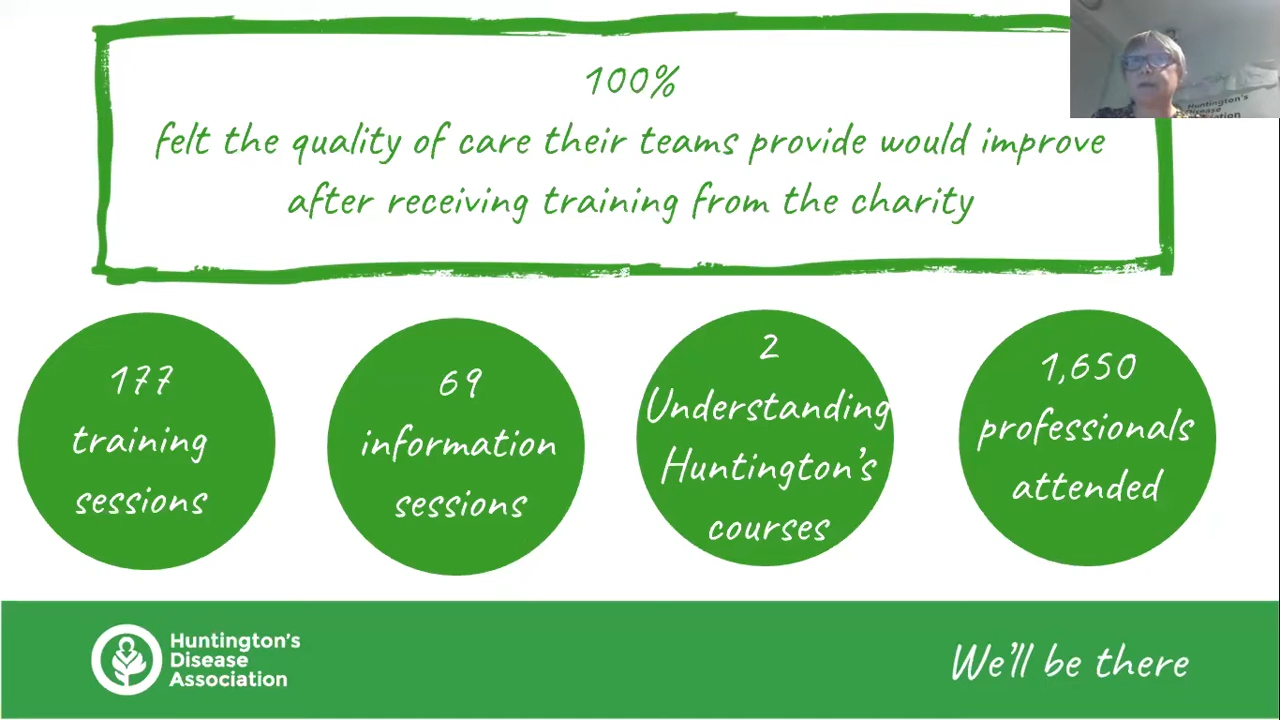 100%
felt the quality of care their teams provide would improve
after receiving training from the charity
Huntington's
Disease
177
training
sessions
69
information
sessions
2
Understanding
Huntington's
courses
1,650
professionals
attended
Huntington's
Disease
Association
We'll be there